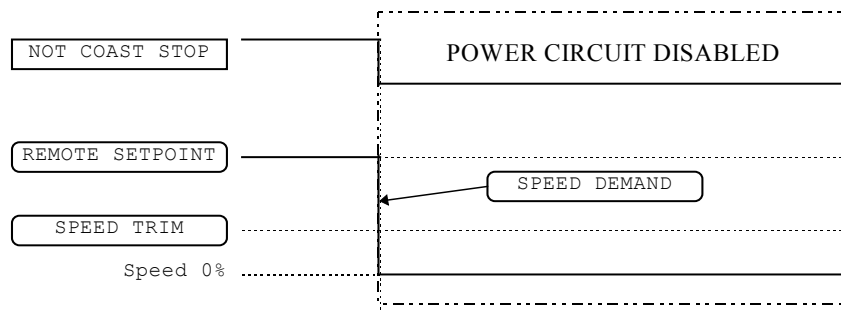 NOT COAST STOP
POWER CIRCUIT DISABLED
REMOTE SETPOINT
SPEED DEMAND
SPEED TRIM
Speed 0%